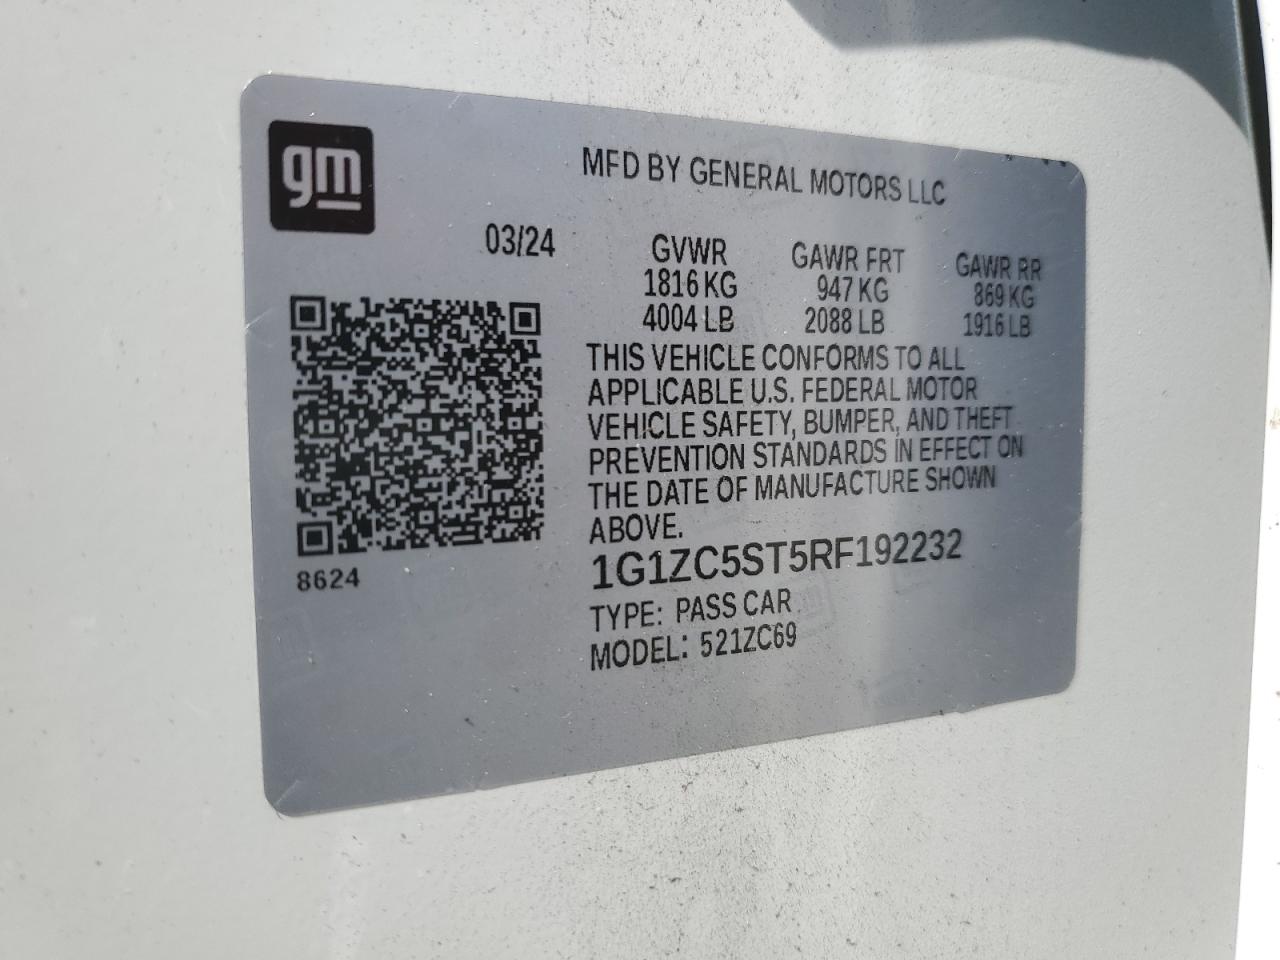 gm
MFD BY GENERAL MOTORS LLC
03/24 GVWR GAWR FRT GAWR RR
1816 KG 947 KG 869 KG
4004 LB 2088 LB 1916 LB
THIS VEHICLE CONFORMS TO ALL
APPLICABLE U.S. FEDERAL MOTOR
VEHICLE SAFETY, BUMPER, AND THEFT
PREVENTION STANDARDS IN EFFECT ON
THE DATE OF MANUFACTURE SHOWN
ABOVE.
8624
1G1ZC5ST5RF192232
TYPE: PASS CAR
MODEL: 521ZC69